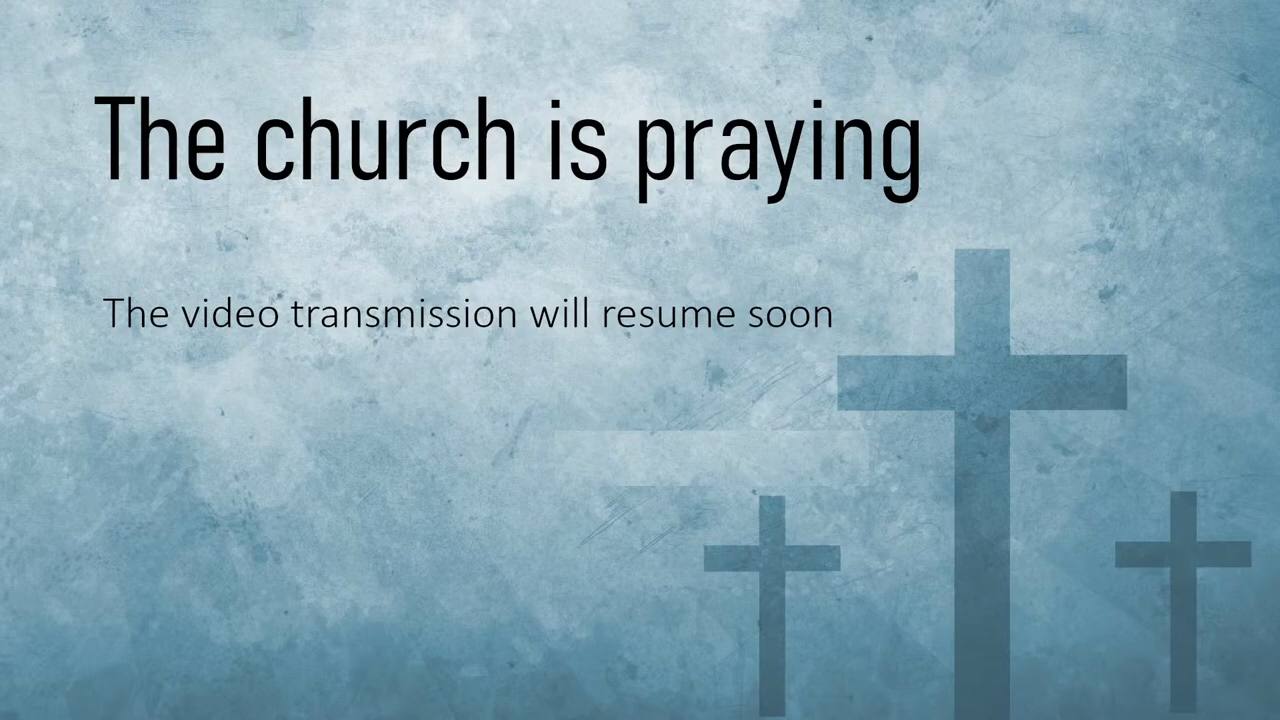 The church is praying
The video transmission will resume soon